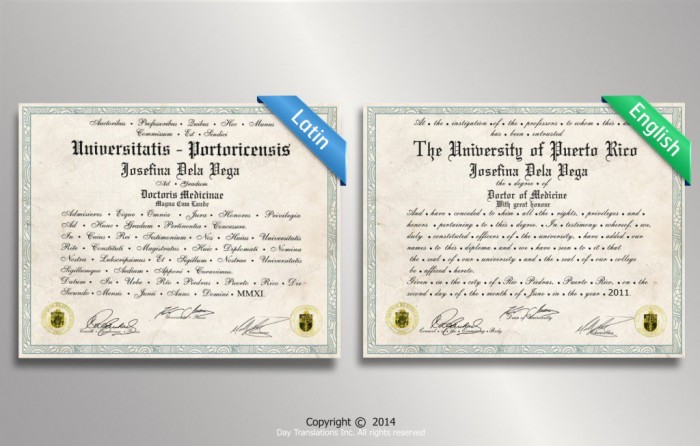 Latin
Auctoribus • Professoribus • Quibus • Hoc • Munus
Commissum • Est • Sindici
Universitatis - Portoricensis
Josefina Dela Vega
Ad • Gradum
Doctoris Medicinae
Magna Cum Laude
Admisimus • Eique • Omnia • Jura • Honores • Privilegia
Ad • Hunc • Gradum • Pertinentia • Concessum.
In • Cuius • Rei • Testimonium • Nos • Huius • Universitatis
Rite • Constituti • Magistratus • Huic • Diplomati • Nomina
Nostra • Subscripsimus • Et • Sigillum • Nostrae • Universitatis
Sigillumque • Apponi • Curavimus.
Datum • In • Urbe • Rio • Piedras • Puerto • Rico • Die
Secundo • Mensis • Junii • Anno • Domini • MMXI.
English
At • the • instigation • of • the • professors • to • whom • this •
has • been • entrusted
The University of Puerto Rico
Josefina Dela Vega
the • degree • of
Doctor of Medicine
With great honour
And • have • conceded • to • him • all • the • rights, • privileges • and •
honors • pertaining • to • this • degree. • In • testimony • whereof, • we,
duly • constituted • officers • of • the • university, • have • added • our
names • to • this • diploma • and • we • have • seen • to • it • that
the • seal • of • our • university • and • the • seal • of • our • college
be • affixed • hereto.
Given • in • the • city • of • Rio • Piedras, • Puerto • Rico, • on • the
second • day • of • the • month • of • June • in • the • year • 2011.
Copyright © 2014
Day Translations Inc. All rights reserved